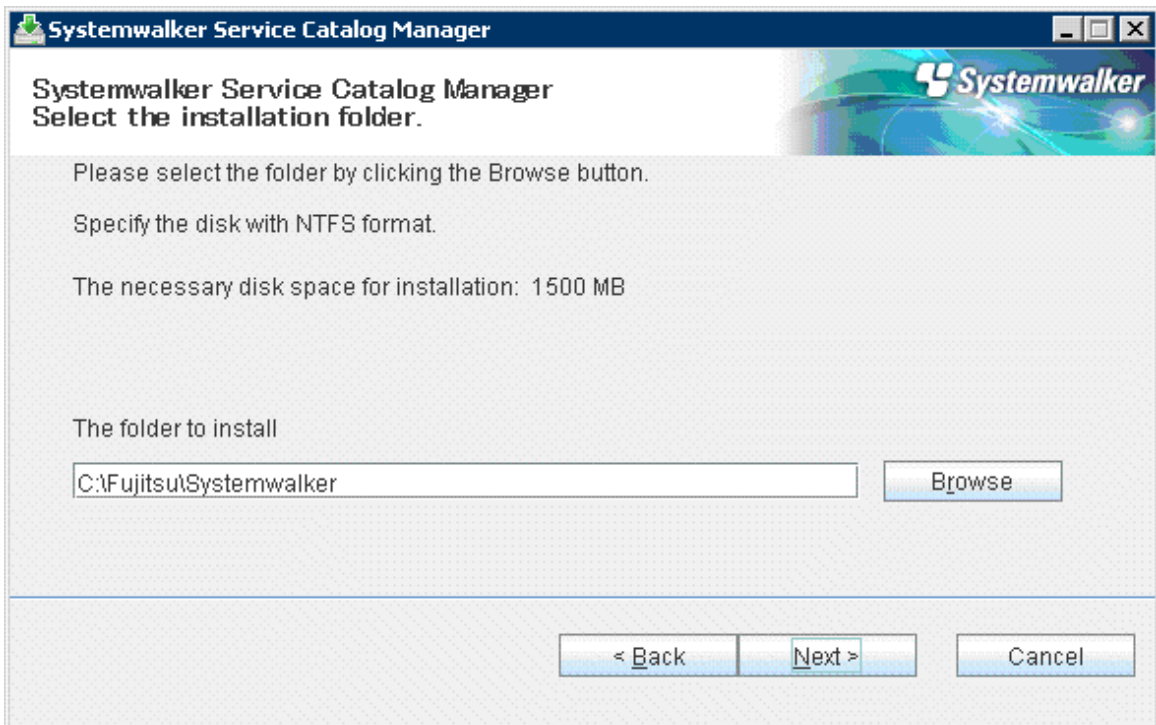 Systemwalker Service Catalog Manager
Systemwalker
Systemwalker Service Catalog Manager
Select the installation folder.
Please select the folder by clicking the Browse button.
Specify the disk with NTFS format.
The necessary disk space for installation: 1500 MB
The folder to install
C:\Fujitsu\Systemwalker
Browse
< Back
Next >
Cancel